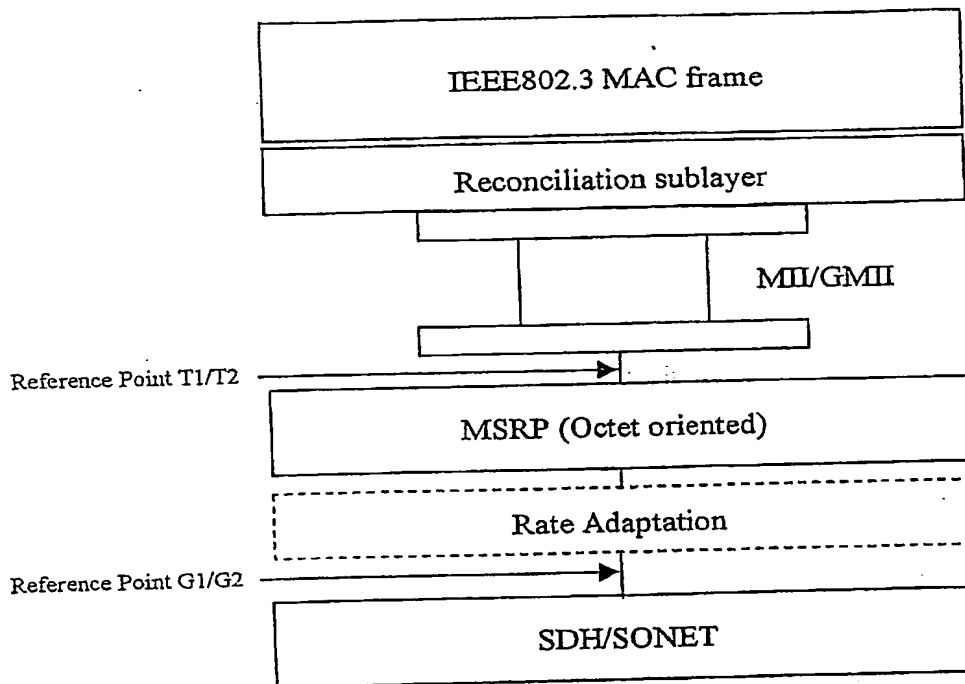 IEEE802.3 MAC frame
Reconciliation sublayer
MII/GMII
Reference Point T1/T2
MSRP (Octet oriented)
Rate Adaptation
Reference Point G1/G2
SDH/SONET